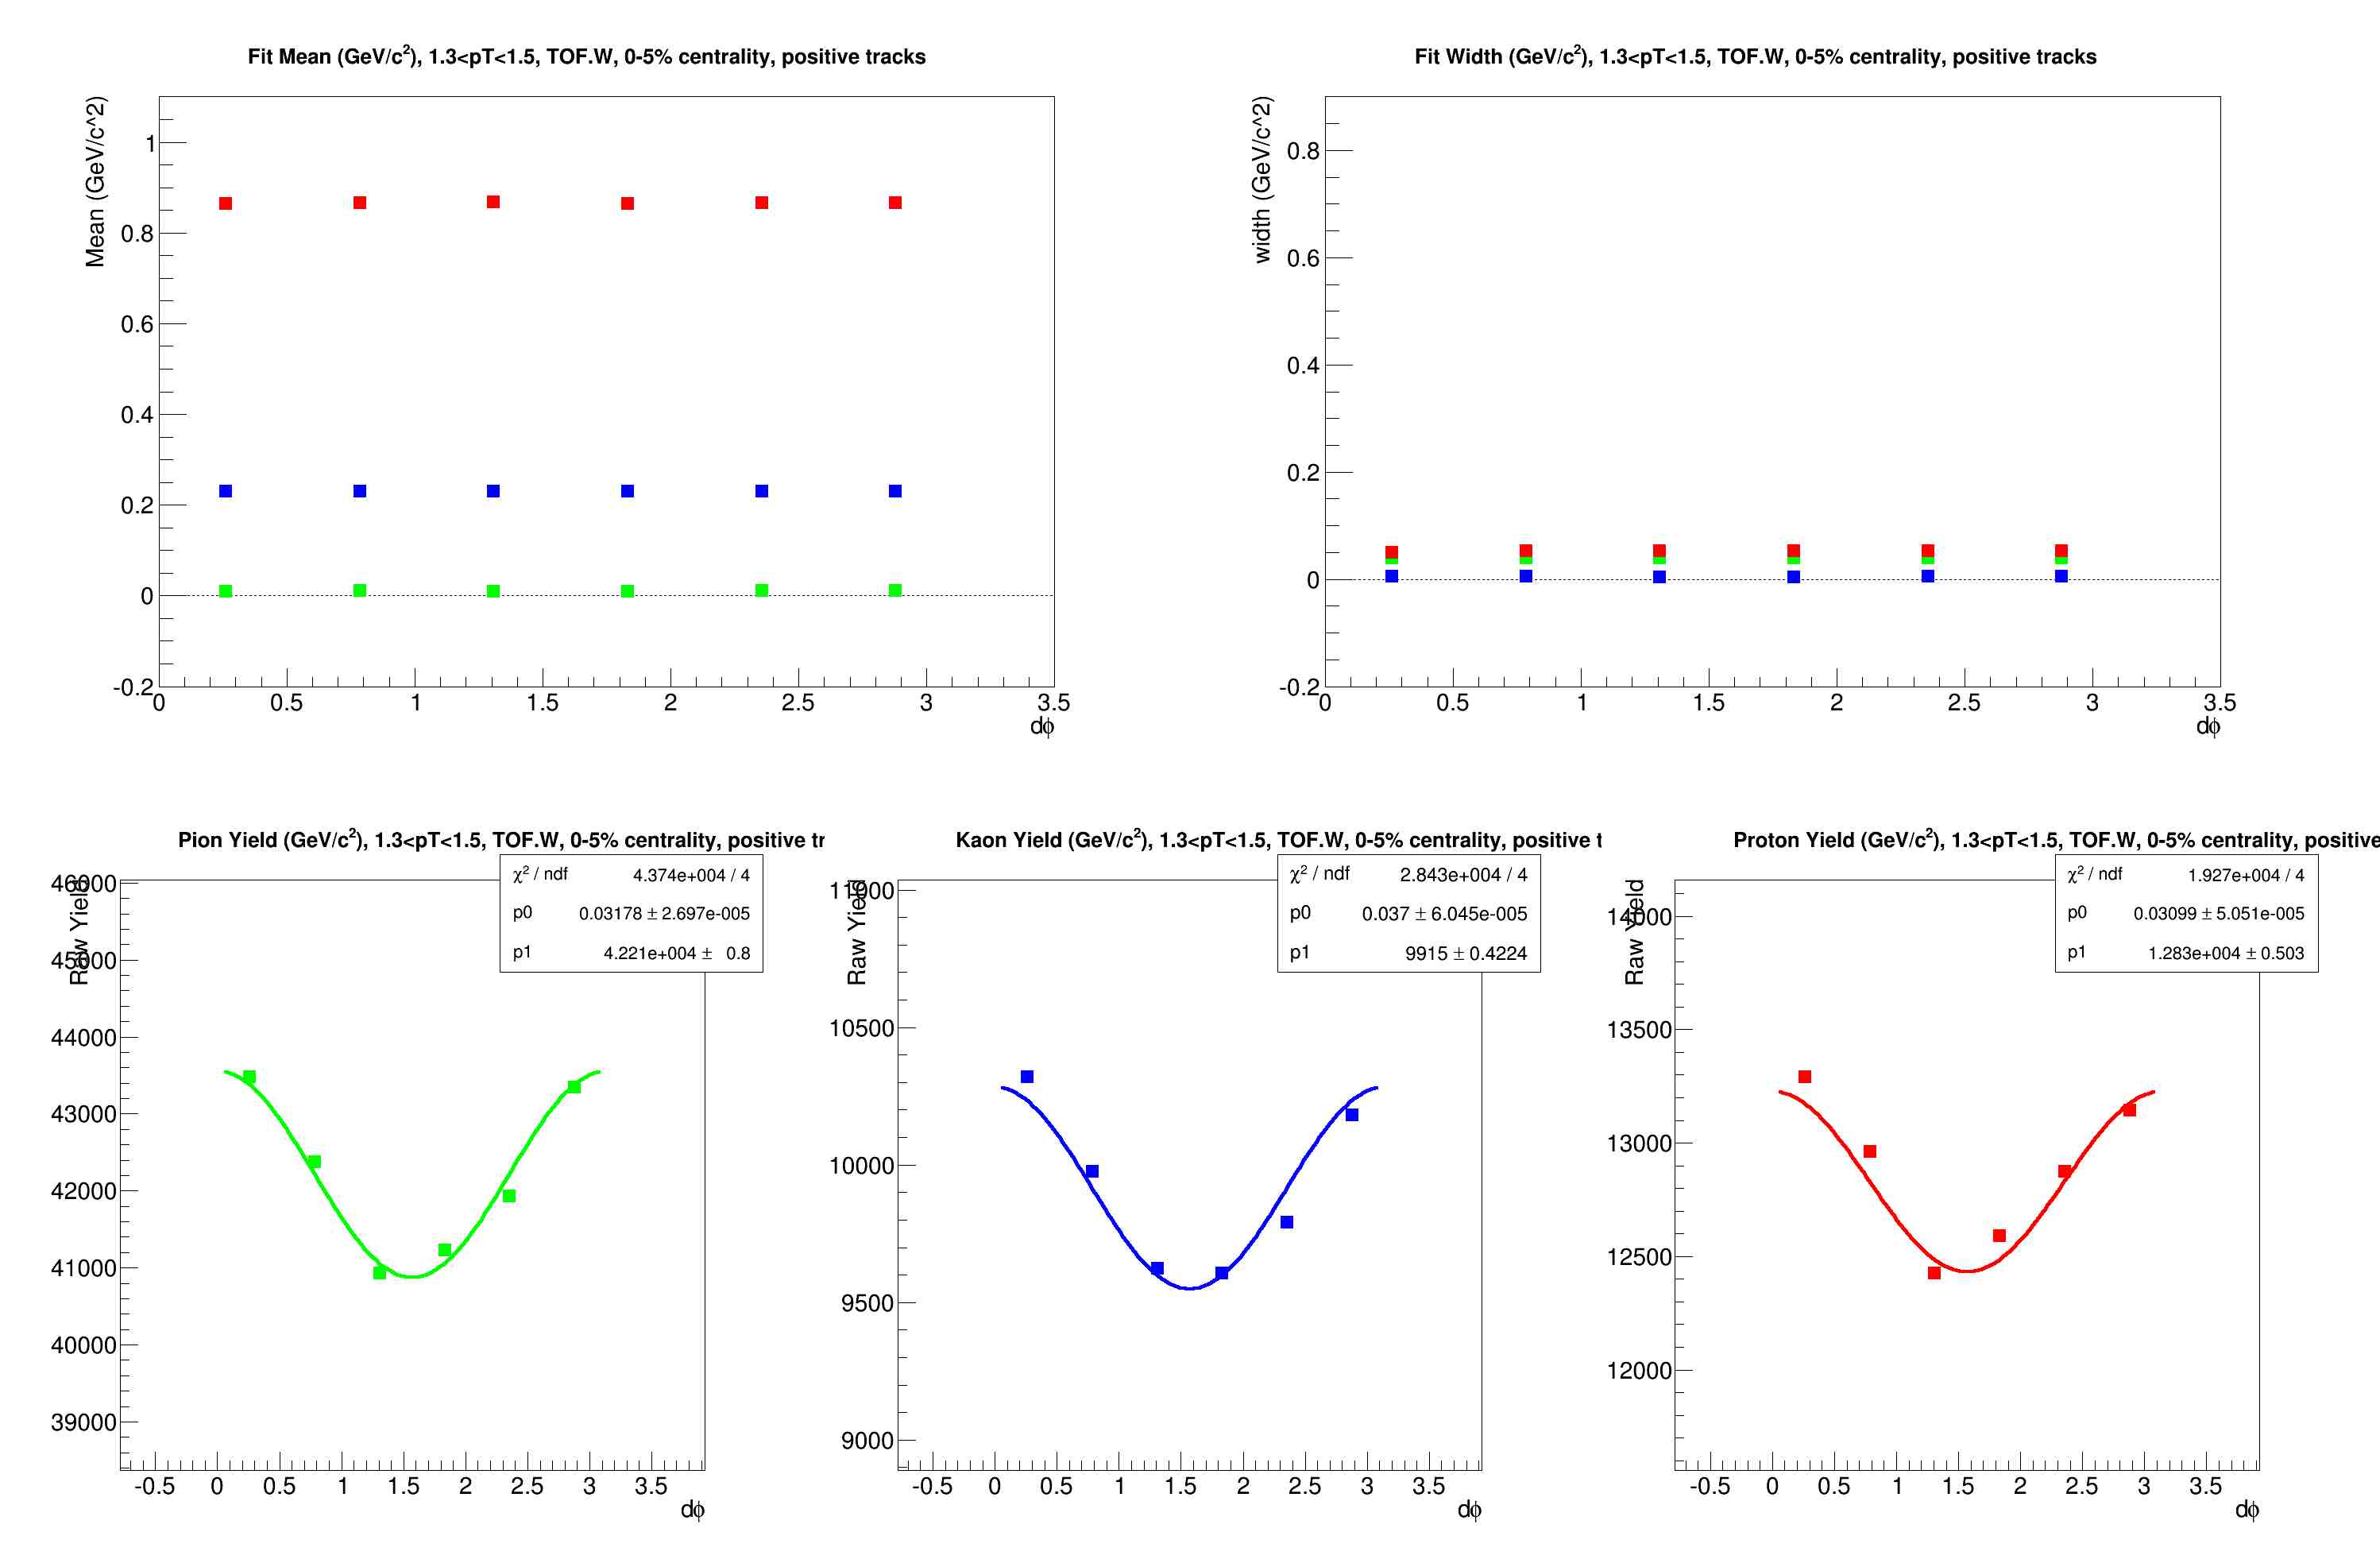 Fit Mean (GeV/c²), 1.3<pT<1.5, TOF.W, 0-5% centrality, positive tracks
Mean (GeV/c^2)
1
0.8
0.6
0.4
0.2
0
-0.2
0 0.5 1 1.5 2 2.5 3 3.5
dϕ
Fit Width (GeV/c²), 1.3<pT<1.5, TOF.W, 0-5% centrality, positive tracks
width (GeV/c^2)
0.8
0.6
0.4
0.2
0
-0.2
0 0.5 1 1.5 2 2.5 3 3.5
dϕ
Pion Yield (GeV/c²), 1.3<pT<1.5, TOF.W, 0-5% centrality, positive tr
χ² / ndf 4.374e+004 / 4
p0 0.03178 ± 2.697e-005
p1 4.221e+004 ± 0.8
Raw Yield
46000
45000
44000
43000
42000
41000
40000
39000
-0.5 0 0.5 1 1.5 2 2.5 3 3.5
dϕ
Kaon Yield (GeV/c²), 1.3<pT<1.5, TOF.W, 0-5% centrality, positive t
χ² / ndf 2.843e+004 / 4
p0 0.037 ± 6.045e-005
p1 9915 ± 0.4224
Raw Yield
11000
10500
10000
9500
9000
-0.5 0 0.5 1 1.5 2 2.5 3 3.5
dϕ
Proton Yield (GeV/c²), 1.3<pT<1.5, TOF.W, 0-5% centrality, positive
χ² / ndf 1.927e+004 / 4
p0 0.03099 ± 5.051e-005
p1 1.283e+004 ± 0.503
Raw Yield
14000
13500
13000
12500
12000
-0.5 0 0.5 1 1.5 2 2.5 3 3.5
dϕ